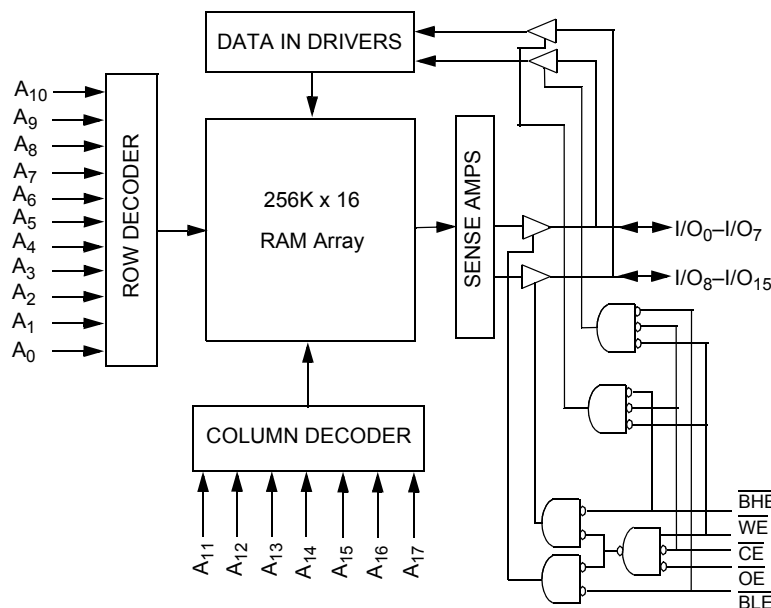 DATA IN DRIVERS
A10
A9
A8
A7
A6
A5
A4
A3
A2
A1
A0
ROW DECODER
256K x 16
RAM Array
SENSE AMPS
I/O0–I/O7
I/O8–I/O15
COLUMN DECODER
A11
A12
A13
A14
A15
A16
A17
BHE
WE
CE
OE
BLE